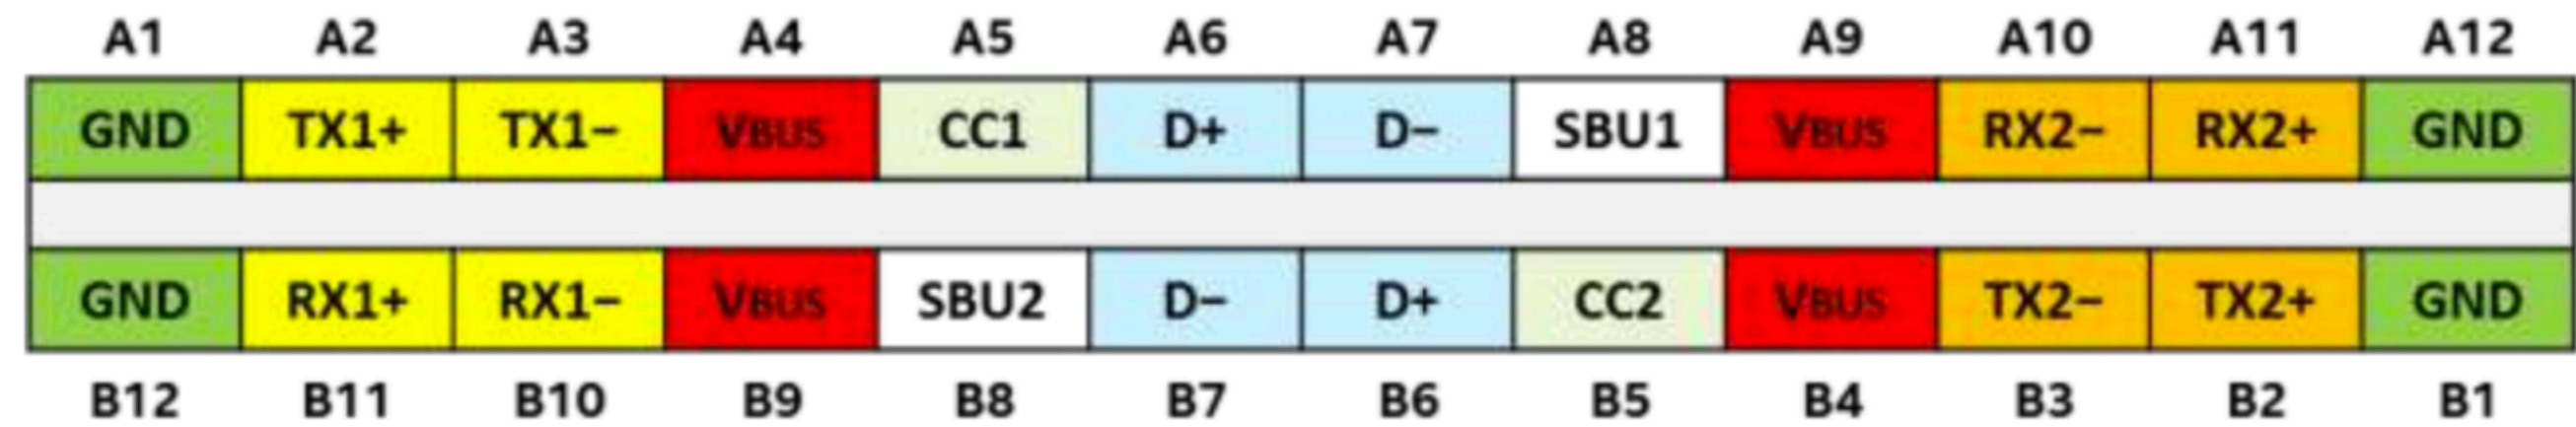 A1 A2 A3 A4 A5 A6 A7 A8 A9 A10 A11 A12
GND TX1+ TX1− VBUS CC1 D+ D− SBU1 VBUS RX2− RX2+ GND
GND RX1+ RX1− VBUS SBU2 D− D+ CC2 VBUS TX2− TX2+ GND
B12 B11 B10 B9 B8 B7 B6 B5 B4 B3 B2 B1